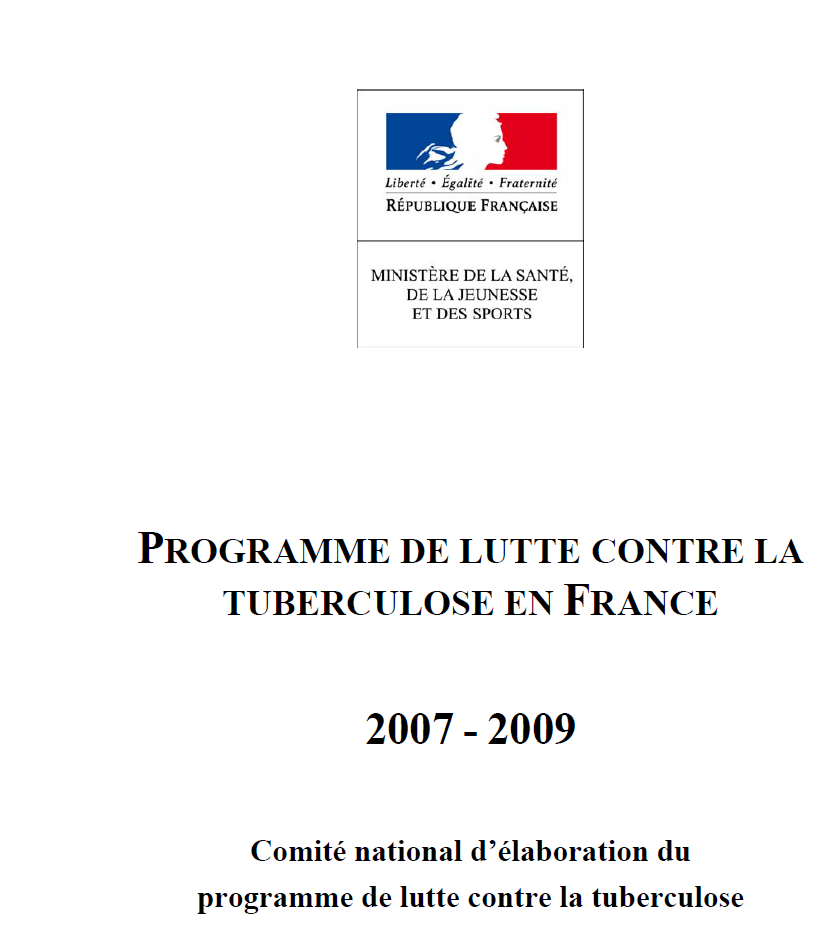 Liberté • Égalité • Fraternité
RÉPUBLIQUE FRANÇAISE
MINISTÈRE DE LA SANTÉ,
DE LA JEUNESSE
ET DES SPORTS
PROGRAMME DE LUTTE CONTRE LA
TUBERCULOSE EN FRANCE
2007 - 2009
Comité national d’élaboration du
programme de lutte contre la tuberculose